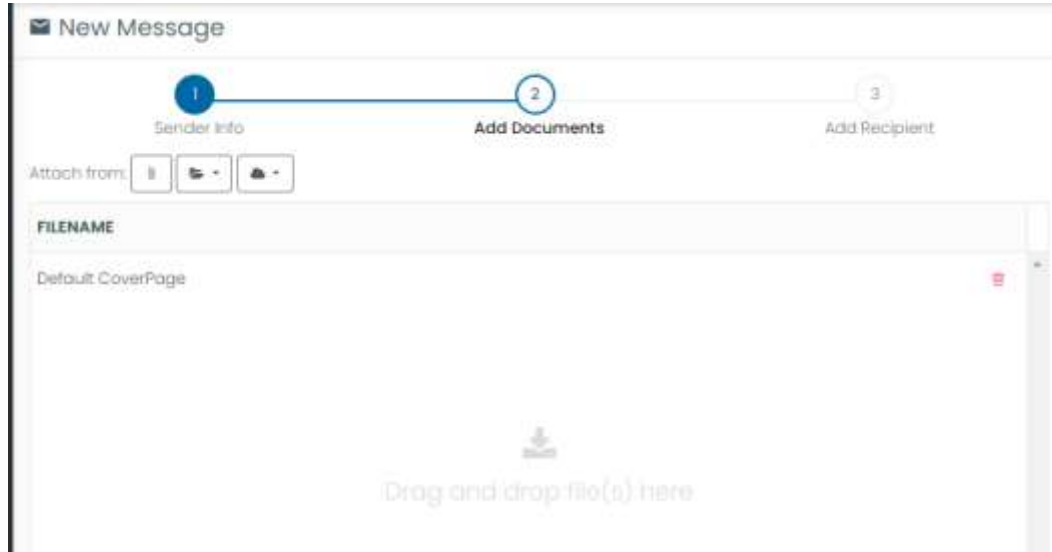 New Message
1
2
3
Sender Info
Add Documents
Add Recipient
Attach from:
FILENAME
Default CoverPage
Drag and drop file(s) here